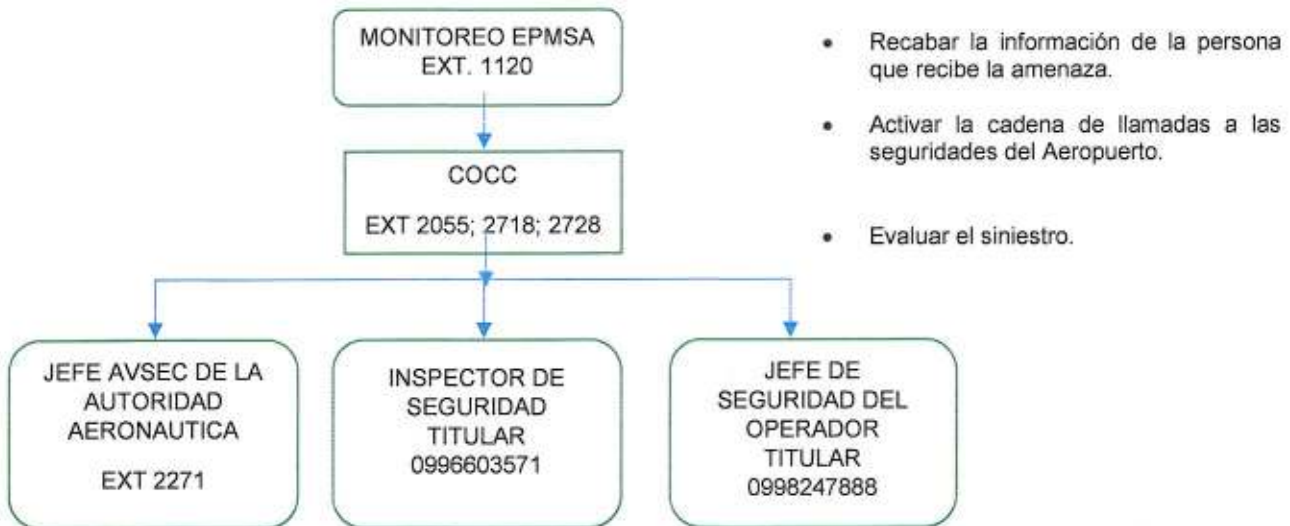 MONITOREO EPMSA
EXT. 1120
• Recabar la información de la persona
que recibe la amenaza.
• Activar la cadena de llamadas a las
seguridades del Aeropuerto.
COCC
EXT 2055; 2718; 2728
• Evaluar el siniestro.
JEFE AVSEC DE LA
AUTORIDAD
AERONAUTICA
EXT 2271
INSPECTOR DE
SEGURIDAD
TITULAR
0996603571
JEFE DE
SEGURIDAD DEL
OPERADOR
TITULAR
0998247888